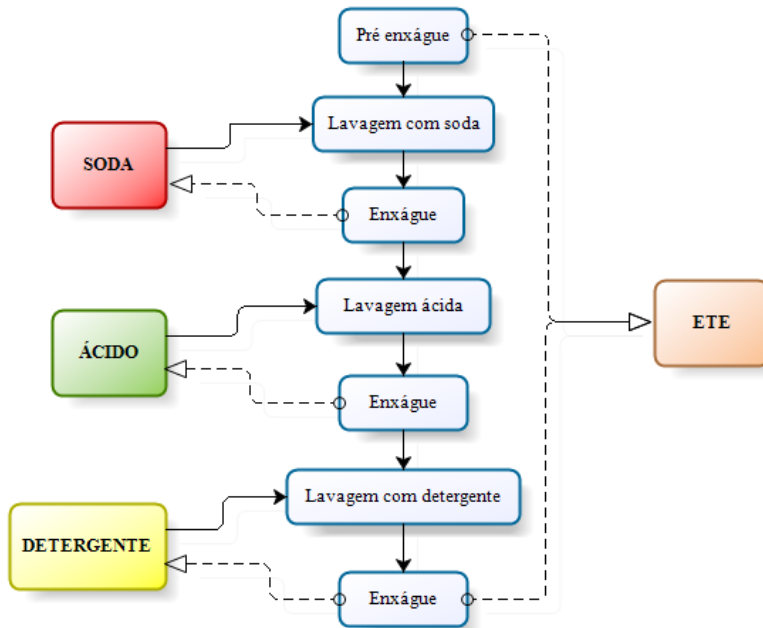 Pré enxágue
Lavagem com soda
SODA
Enxágue
Lavagem ácida
ÁCIDO
ETE
Enxágue
Lavagem com detergente
DETERGENTE
Enxágue